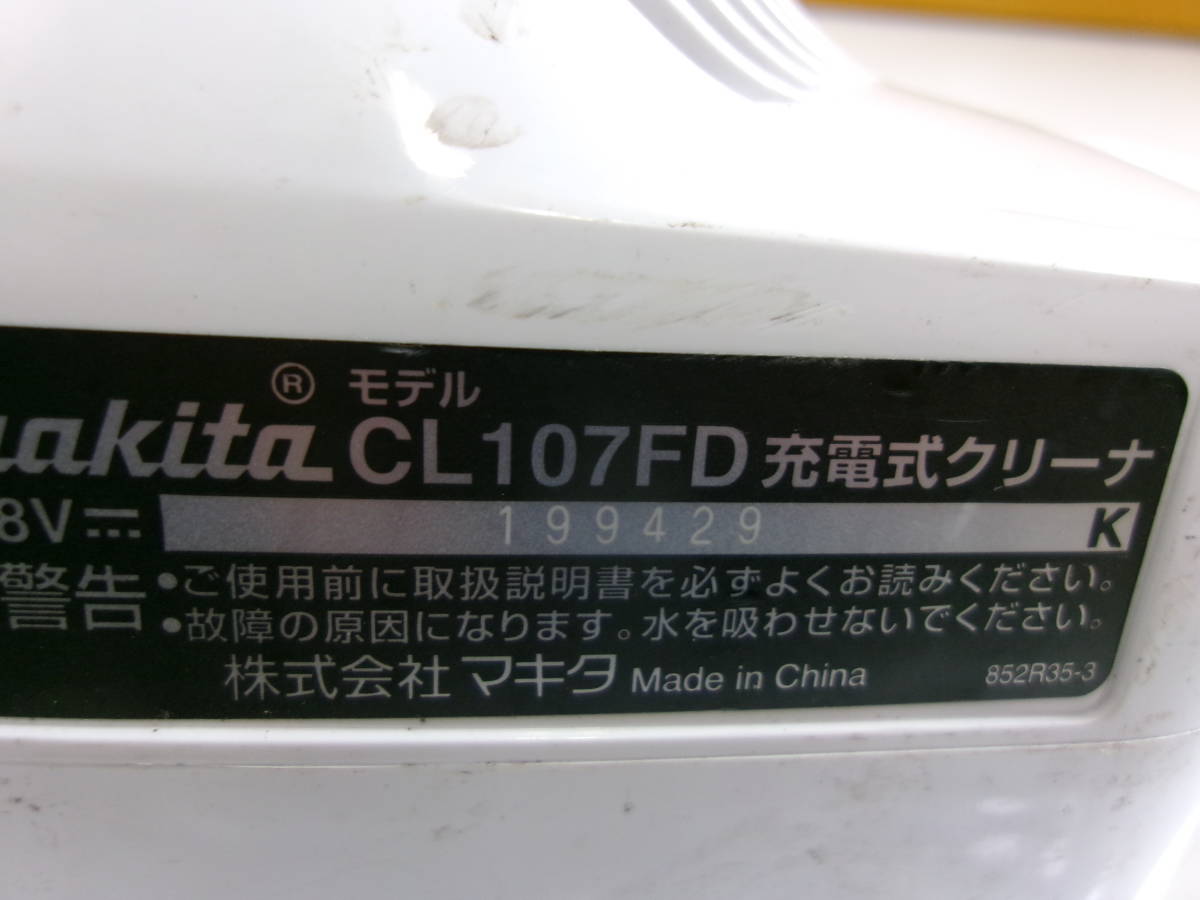 ® モデル
makita CL107FD 充電式クリーナ
8V 199429 K
警告 •ご使用前に取扱説明書を必ずよくお読みください。
•故障の原因になります。水を吸わせないでください。
株式会社マキタ Made in China 852R35-3